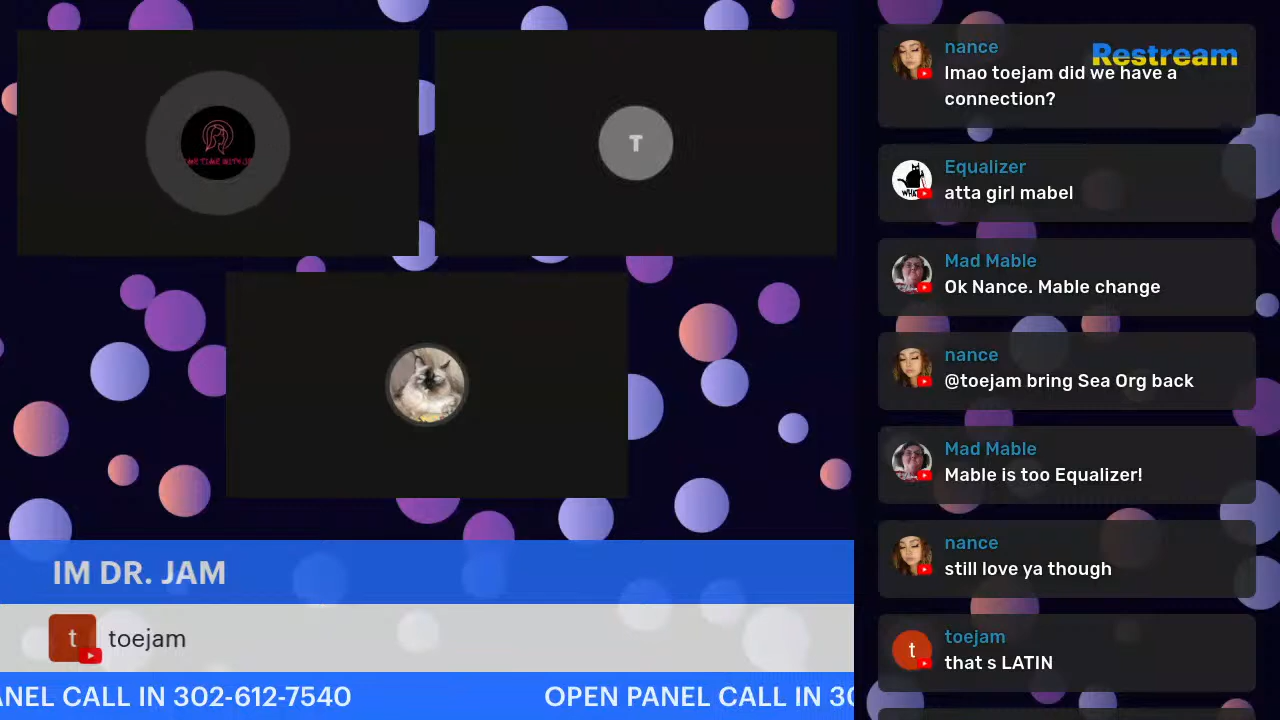 T
IM DR. JAM
t
toejam
ANEL CALL IN 302-612-7540
OPEN PANEL CALL IN 30
Restream
nance
lmao toejam did we have a
connection?
Equalizer
atta girl mabel
Mad Mable
Ok Nance. Mable change
nance
@toejam bring Sea Org back
Mad Mable
Mable is too Equalizer!
nance
still love ya though
t
toejam
that s LATIN